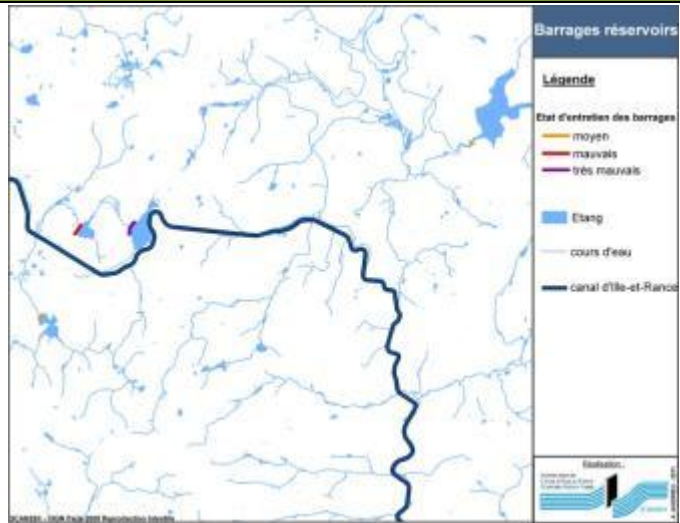 Barrages réservoirs
Légende
Etat d'entretien des barrages
moyen
mauvais
très mauvais
Etang
cours d'eau
canal d'Ille-et-Rance
Réalisation :